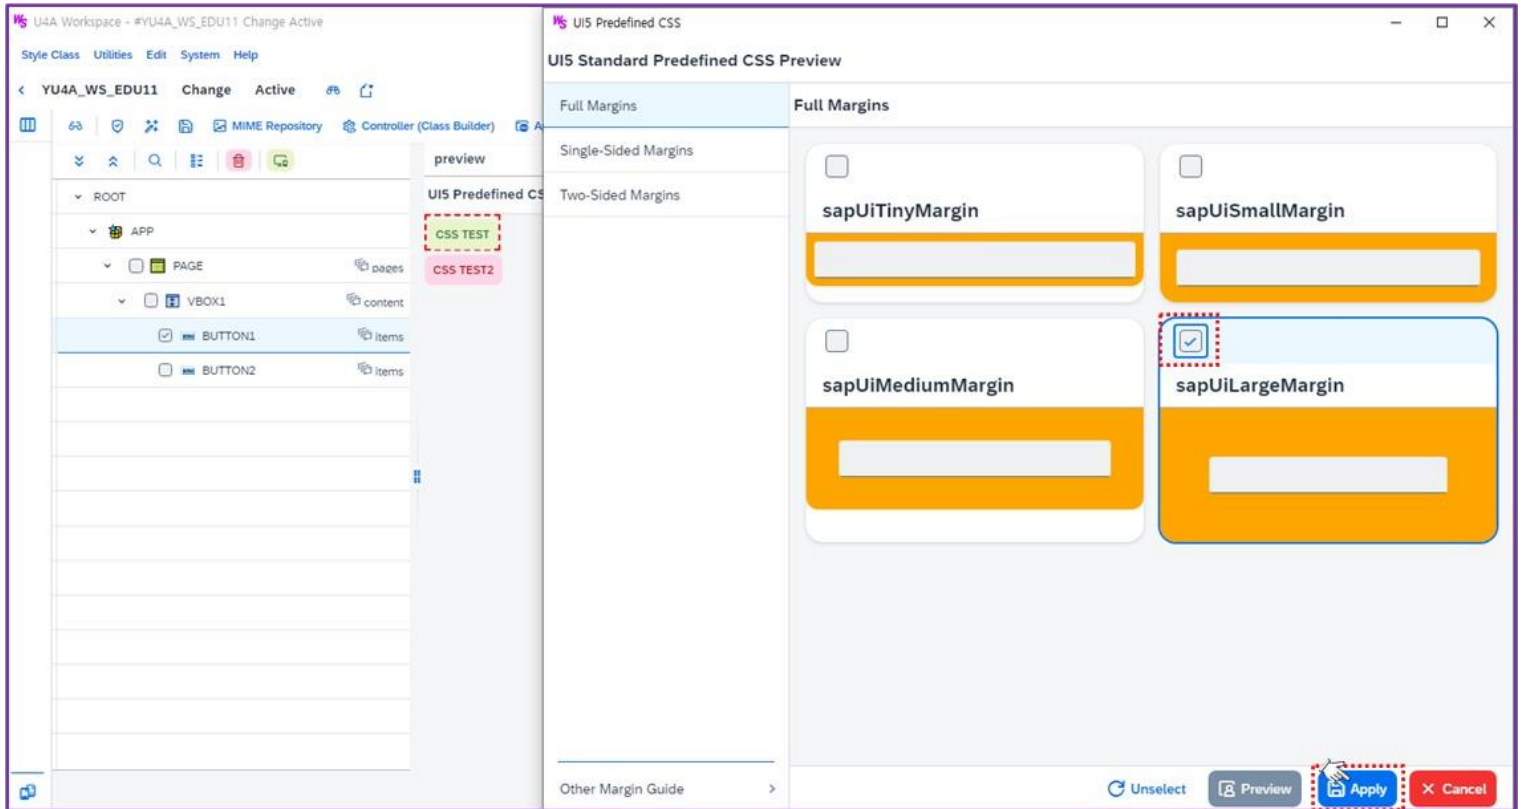 U4A Workspace - #YU4A_WS_EDU11 Change Active
Style Class Utilities Edit System Help
YU4A_WS_EDU11 Change Active
MIME Repository Controller (Class Builder)
preview
ROOT
UI5 Predefined
APP
CSS TEST
PAGE pages
CSS TEST2
VBOX1 content
BUTTON1 items
BUTTON2 items
UI5 Predefined CSS
UI5 Standard Predefined CSS Preview
Full Margins
Single-Sided Margins
Two-Sided Margins
Full Margins
sapUiTinyMargin
sapUiSmallMargin
sapUiMediumMargin
sapUiLargeMargin
Other Margin Guide
Unselect Preview Apply Cancel